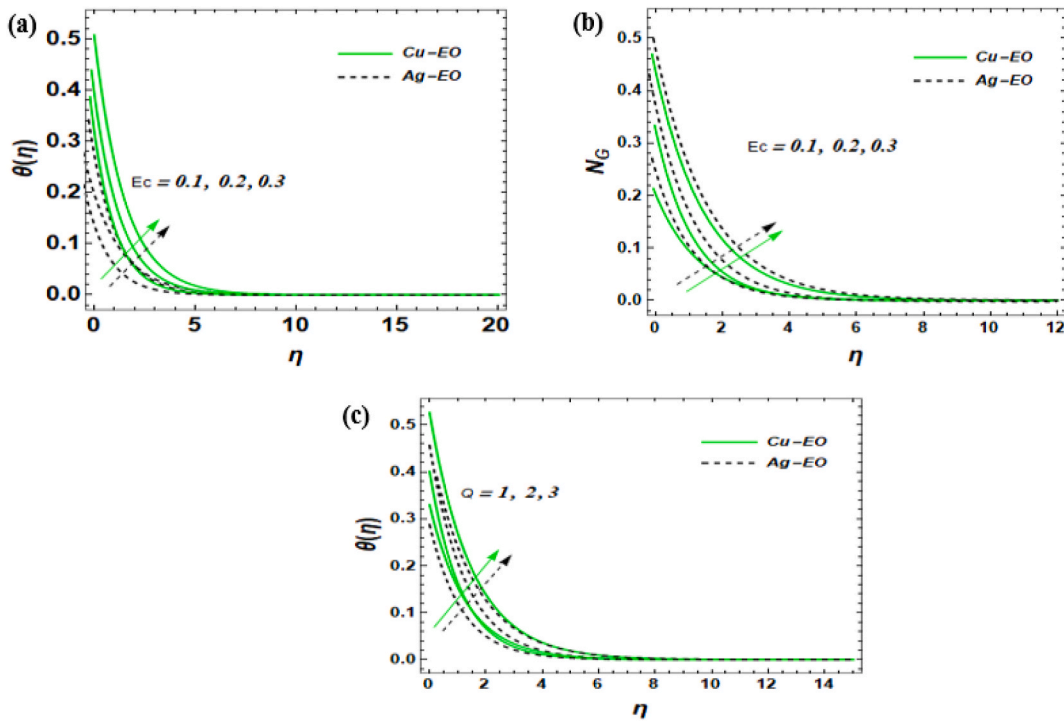 (a)
0.5
0.4
0.3
0.2
0.1
0.0
θ(η)
Cu–EO
Ag–EO
Ec = 0.1, 0.2, 0.3
0 5 10 15 20
η
(b)
0.5
0.4
0.3
0.2
0.1
0.0
N_G
Cu–EO
Ag–EO
Ec = 0.1, 0.2, 0.3
0 2 4 6 8 10 12
η
(c)
0.5
0.4
0.3
0.2
0.1
0.0
θ(η)
Cu–EO
Ag–EO
Q = 1, 2, 3
0 2 4 6 8 10 12 14
η